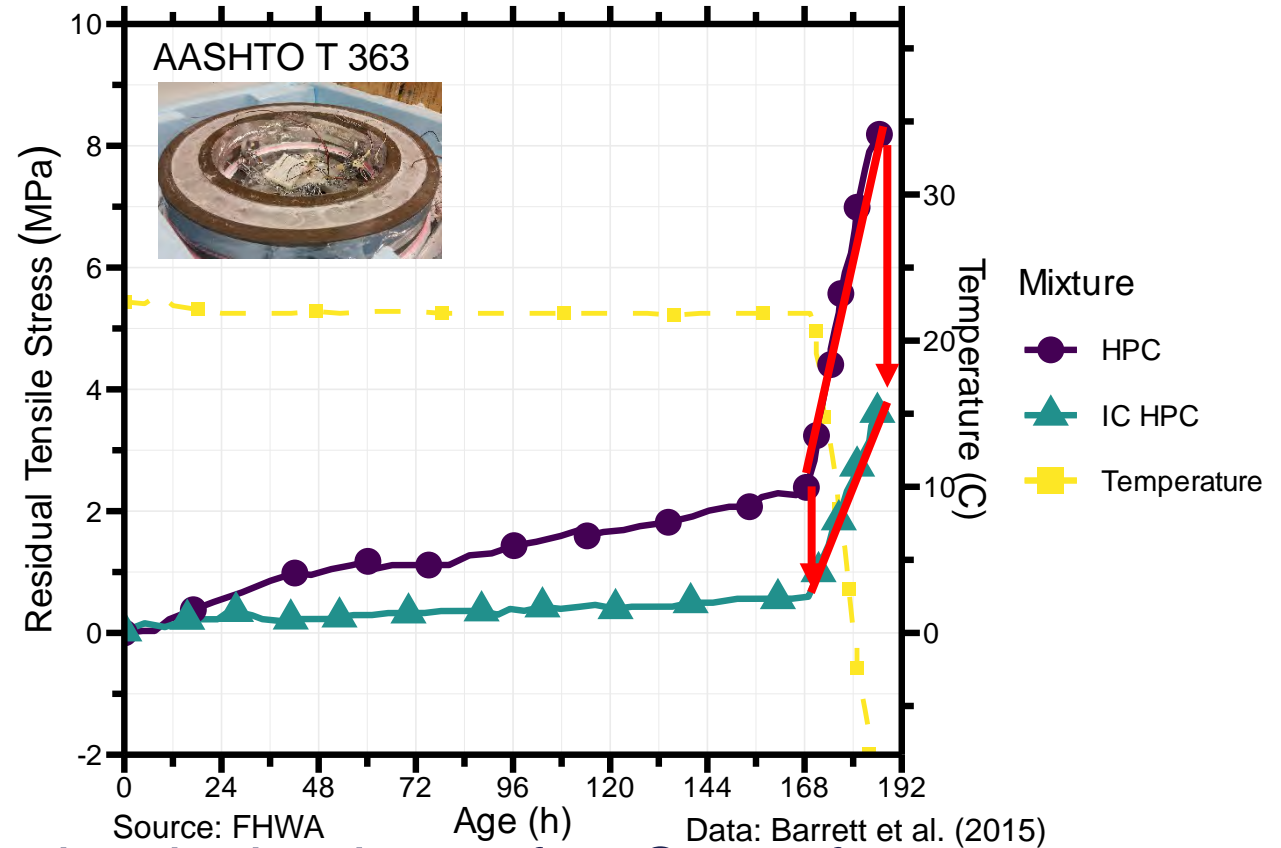 AASHTO T 363
10
8
6
4
2
0
-2
Residual Tensile Stress (MPa)
30
20
10
0
Temperature (C)
0 24 48 72 96 120 144 168 192
Age (h)
Source: FHWA
Data: Barrett et al. (2015)
Mixture
HPC
IC HPC
Temperature